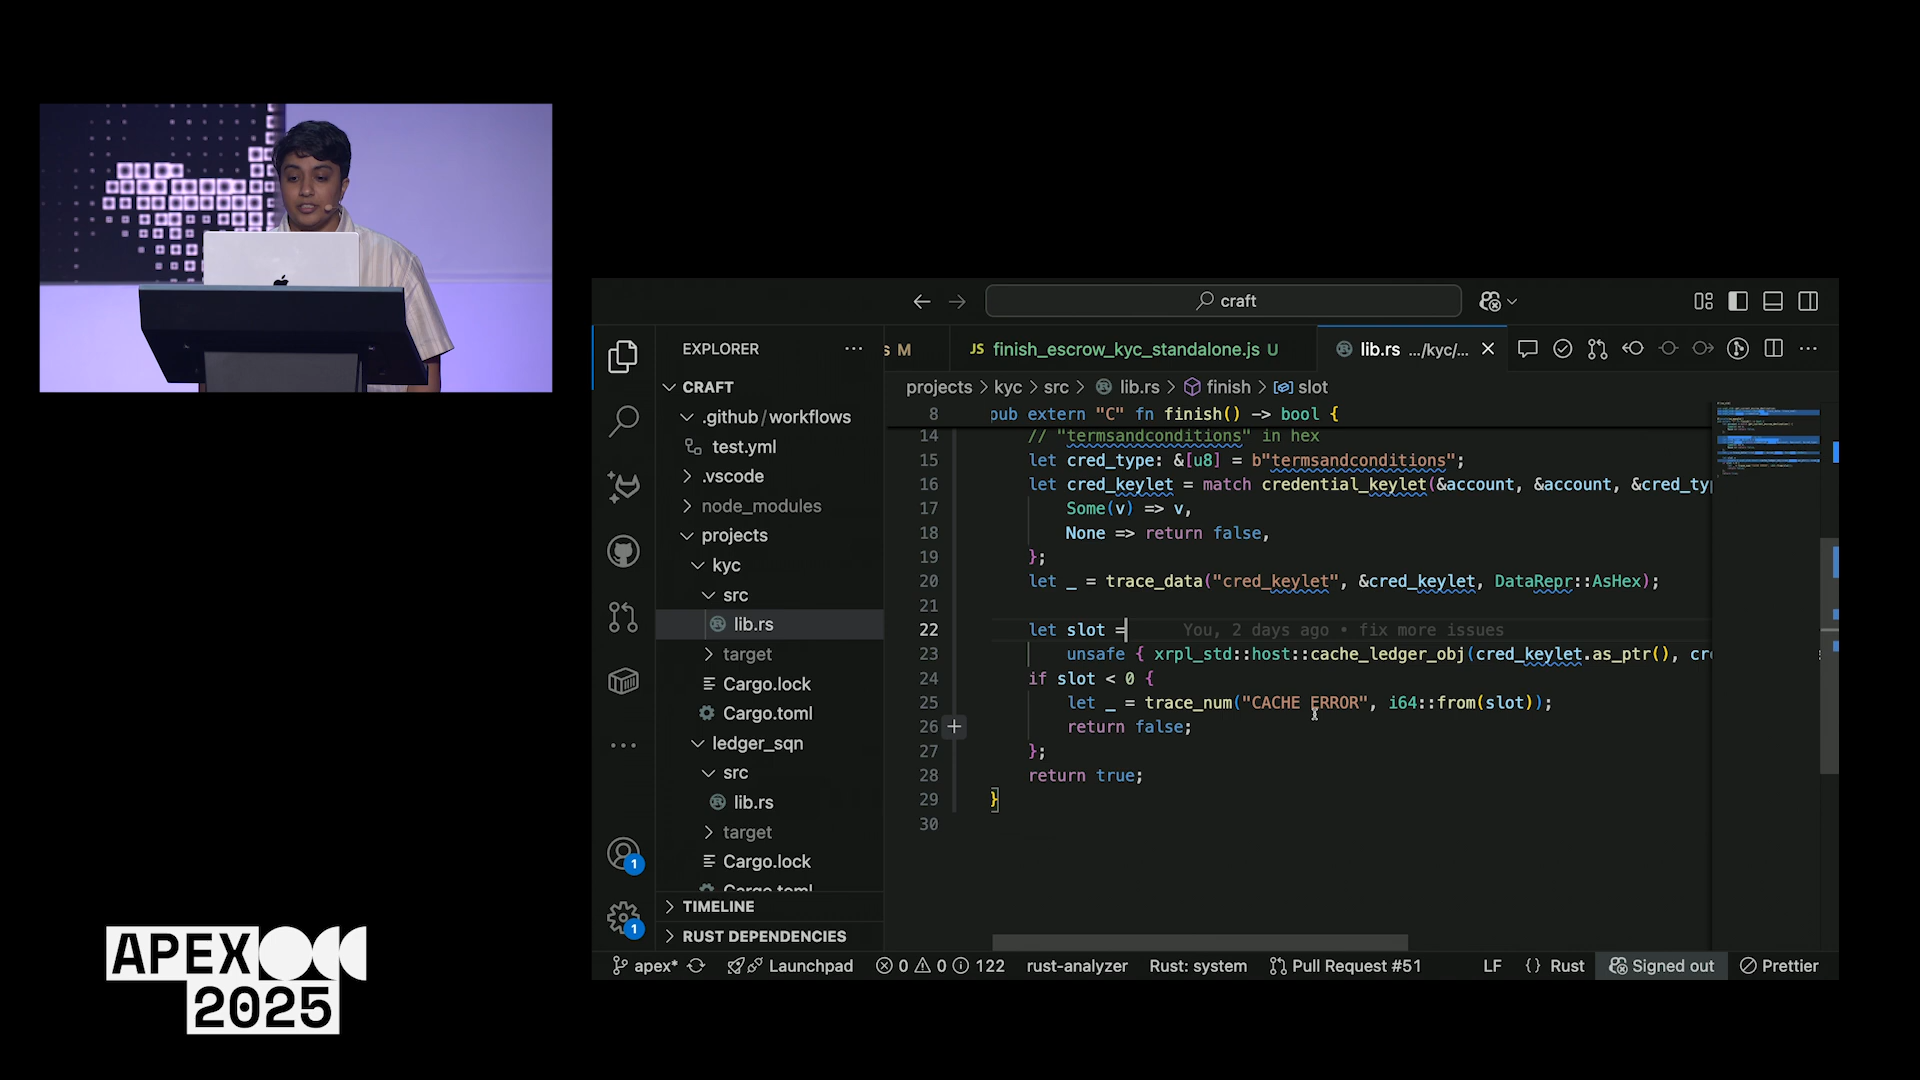 craft
EXPLORER ...
s M
JS finish_escrow_kyc_standalone.js U
lib.rs .../kyc/...
CRAFT
projects > kyc > src > lib.rs > finish > slot
.github/workflows
test.yml
.vscode
node_modules
projects
kyc
src
lib.rs
target
Cargo.lock
Cargo.toml
ledger_sqn
src
lib.rs
target
Cargo.lock
Cargo.toml
TIMELINE
RUST DEPENDENCIES
8 pub extern "C" fn finish() -> bool {
14 // "termsandconditions" in hex
15 let cred_type: &[u8] = b"termsandconditions";
16 let cred_keylet = match credential_keylet(&account, &account, &cred_typ
17 Some(v) => v,
18 None => return false,
19 };
20 let _ = trace_data("cred_keylet", &cred_keylet, DataRepr::AsHex);
21
22 let slot = You, 2 days ago • fix more issues
23 unsafe { xrpl_std::host::cache_ledger_obj(cred_keylet.as_ptr(), cre
24 if slot < 0 {
25 let _ = trace_num("CACHE ERROR", i64::from(slot));
26 return false;
27 };
28 return true;
29 }
30
1
1
apex* Launchpad 0 0 122 rust-analyzer Rust: system Pull Request #51 LF {} Rust Signed out Prettier
APEX
2025